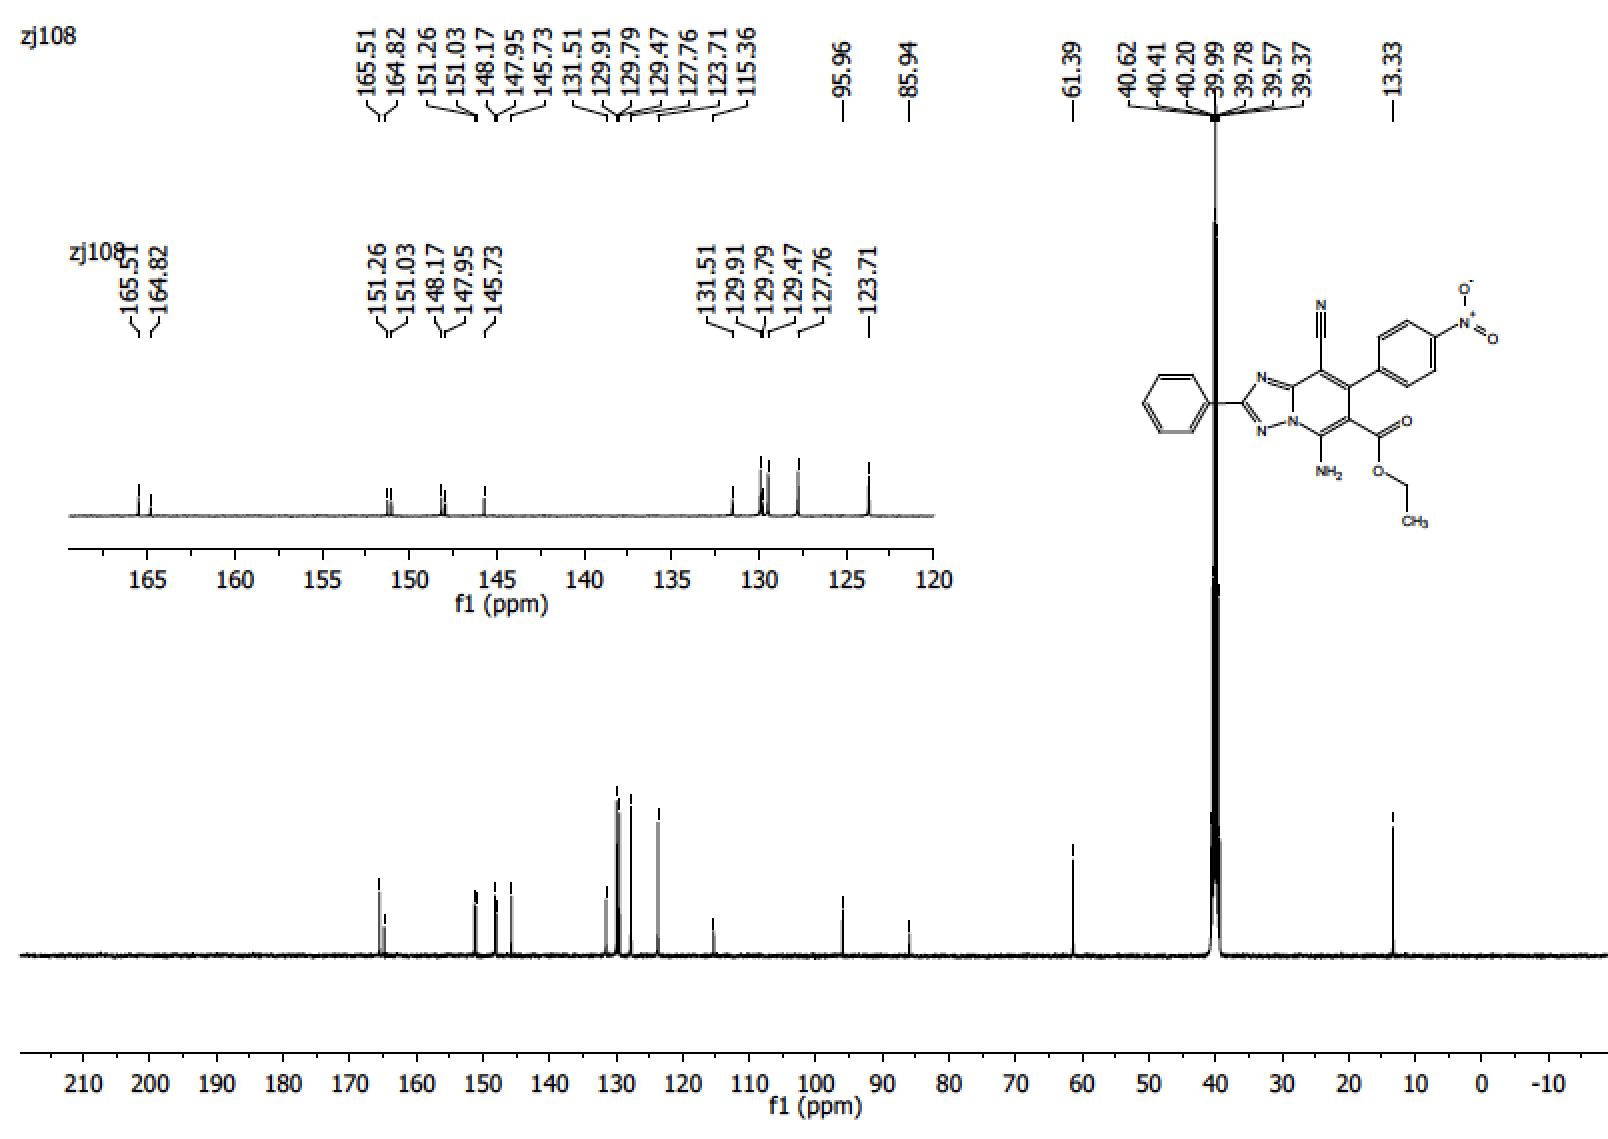 zj108
165.51
164.82
151.26
151.03
148.17
147.95
145.73
131.51
129.91
129.79
129.47
127.76
123.71
115.36
95.96
85.94
61.39
40.62
40.41
40.20
39.99
39.78
39.57
39.37
13.33
zj108
165.51
164.82
151.26
151.03
148.17
147.95
145.73
131.51
129.91
129.79
129.47
127.76
123.71
165 160 155 150 145 140 135 130 125 120
f1 (ppm)
N
O-
N+
O
N
N
N
O
NH2
O
CH3
210 200 190 180 170 160 150 140 130 120 110 100 90 80 70 60 50 40 30 20 10 0 -10
f1 (ppm)